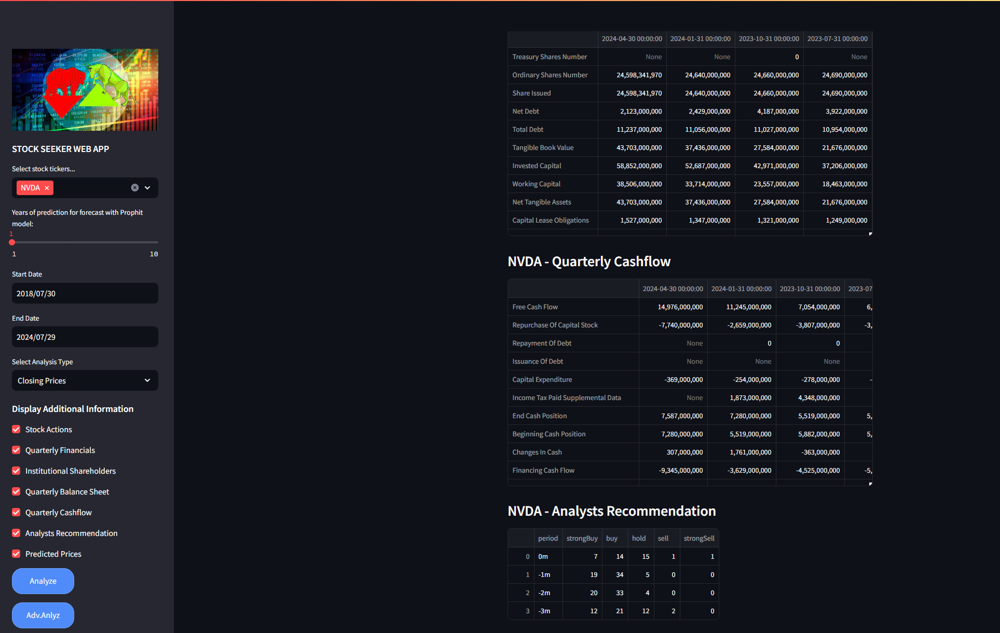 STOCK SEEKER WEB APP
Select stock tickers...
NVDA ×
Years of prediction for forecast with Prophit
model:
1
1 10
Start Date
2018/07/30
End Date
2024/07/29
Select Analysis Type
Closing Prices
Display Additional Information
Stock Actions
Quarterly Financials
Institutional Shareholders
Quarterly Balance Sheet
Quarterly Cashflow
Analysts Recommendation
Predicted Prices
Analyze
Adv.Anlyz
2024-04-30 00:00:00 2024-01-31 00:00:00 2023-10-31 00:00:00 2023-07-31 00:00:00
Treasury Shares Number None None 0 None
Ordinary Shares Number 24,598,341,970 24,640,000,000 24,660,000,000 24,690,000,000
Share Issued 24,598,341,970 24,640,000,000 24,660,000,000 24,690,000,000
Net Debt 2,123,000,000 2,429,000,000 4,187,000,000 3,922,000,000
Total Debt 11,237,000,000 11,056,000,000 11,027,000,000 10,954,000,000
Tangible Book Value 43,703,000,000 37,436,000,000 27,584,000,000 21,676,000,000
Invested Capital 58,852,000,000 52,687,000,000 42,971,000,000 37,206,000,000
Working Capital 38,506,000,000 33,714,000,000 23,557,000,000 18,463,000,000
Net Tangible Assets 43,703,000,000 37,436,000,000 27,584,000,000 21,676,000,000
Capital Lease Obligations 1,527,000,000 1,347,000,000 1,321,000,000 1,249,000,000
NVDA - Quarterly Cashflow
2024-04-30 00:00:00 2024-01-31 00:00:00 2023-10-31 00:00:00 2023-07
Free Cash Flow 14,976,000,000 11,245,000,000 7,054,000,000 6,
Repurchase Of Capital Stock -7,740,000,000 -2,659,000,000 -3,807,000,000 -3,
Repayment Of Debt None 0 0
Issuance Of Debt None None None
Capital Expenditure -369,000,000 -254,000,000 -278,000,000 -
Income Tax Paid Supplemental Data None 1,873,000,000 4,348,000,000
End Cash Position 7,587,000,000 7,280,000,000 5,519,000,000 5,
Beginning Cash Position 7,280,000,000 5,519,000,000 5,882,000,000 5,
Changes In Cash 307,000,000 1,761,000,000 -363,000,000
Financing Cash Flow -9,345,000,000 -3,629,000,000 -4,525,000,000 -5,
NVDA - Analysts Recommendation
period strongBuy buy hold sell strongSell
0 0m 7 14 15 1 1
1 -1m 19 34 5 0 0
2 -2m 20 33 4 0 0
3 -3m 12 21 12 2 0